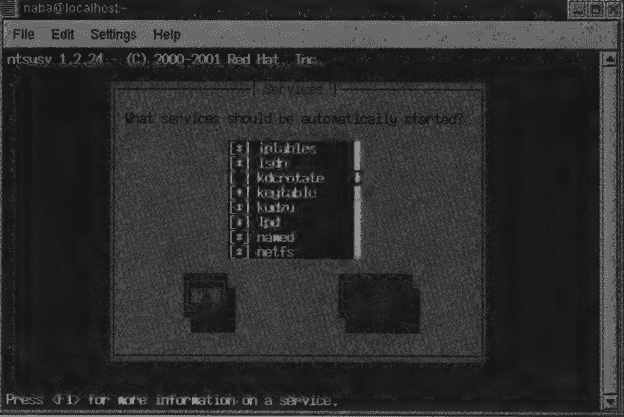 naba@localhost:~
File Edit Settings Help
ntsysv 1.2.24 - (C) 2000-2001 Red Hat, Inc.
Services
What services should be automatically started?
[*] iptables
[*] isdn
[ ] kdcrotate
[*] keytable
[*] kudzu
[*] lpd
[*] named
[*] netfs
Press <F1> for more information on a service.